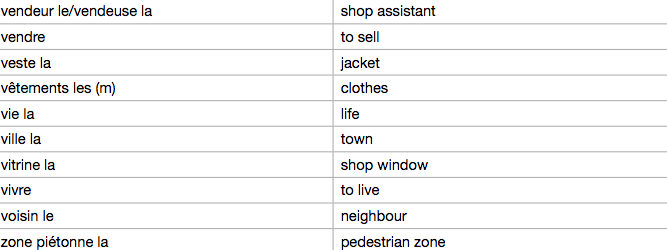 vendeur le/vendeuse la shop assistant
vendre to sell
veste la jacket
vêtements les (m) clothes
vie la life
ville la town
vitrine la shop window
vivre to live
voisin le neighbour
zone piétonne la pedestrian zone